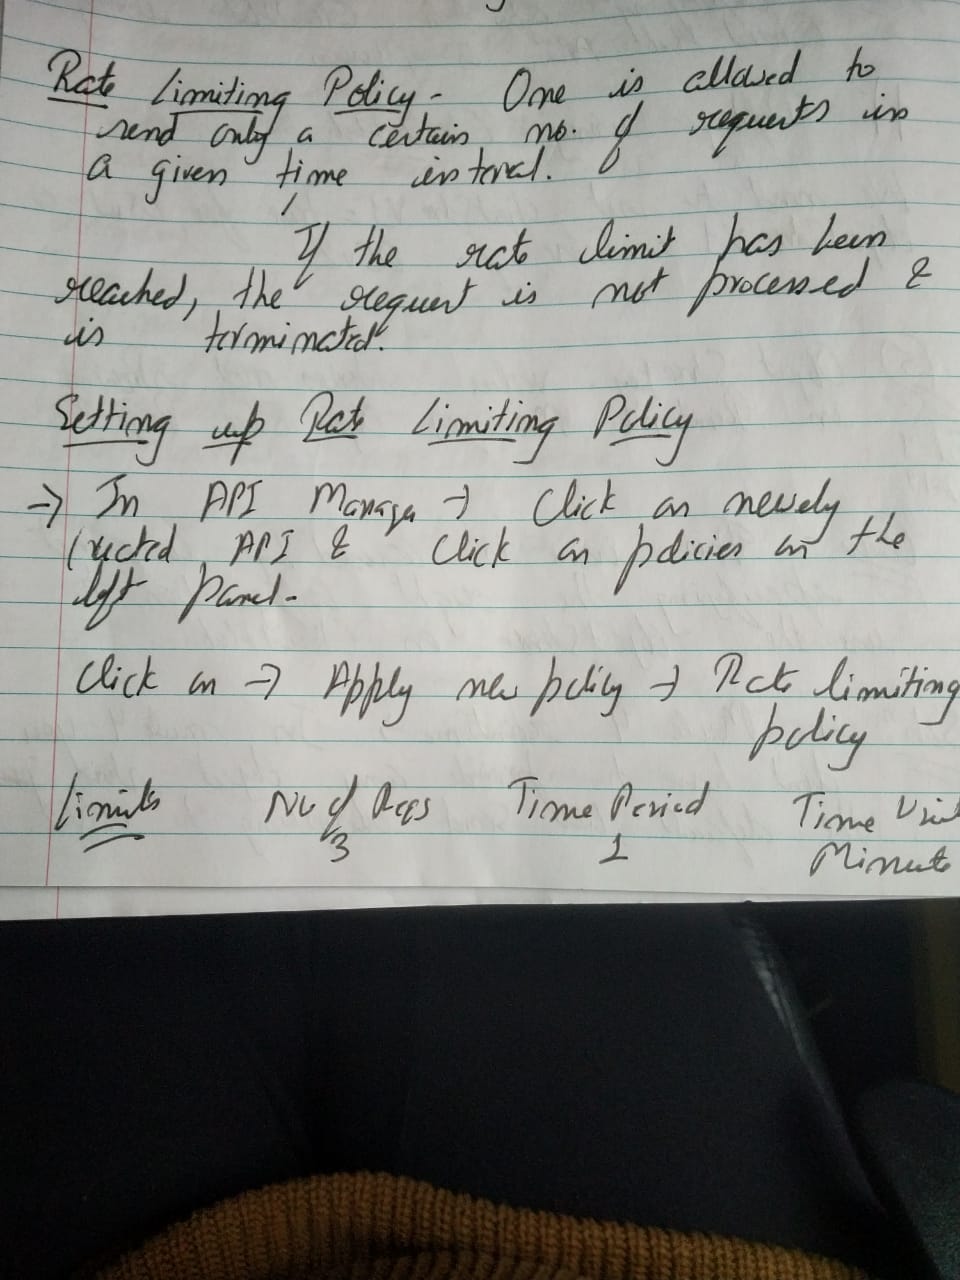 Rate Limiting Policy - One is allowed to
send only a certain no. of requests in
a given time interval.
If the rate limit has been
reached, the request is not processed &
is terminated.
Setting up Rate Limiting Policy
→ In API Manager → Click on newly
created API & click on policies on the
left panel.
Click on → Apply new policy → Rate limiting
policy
Limits No of Reqs Time Period Time Unit
3 1 Minute